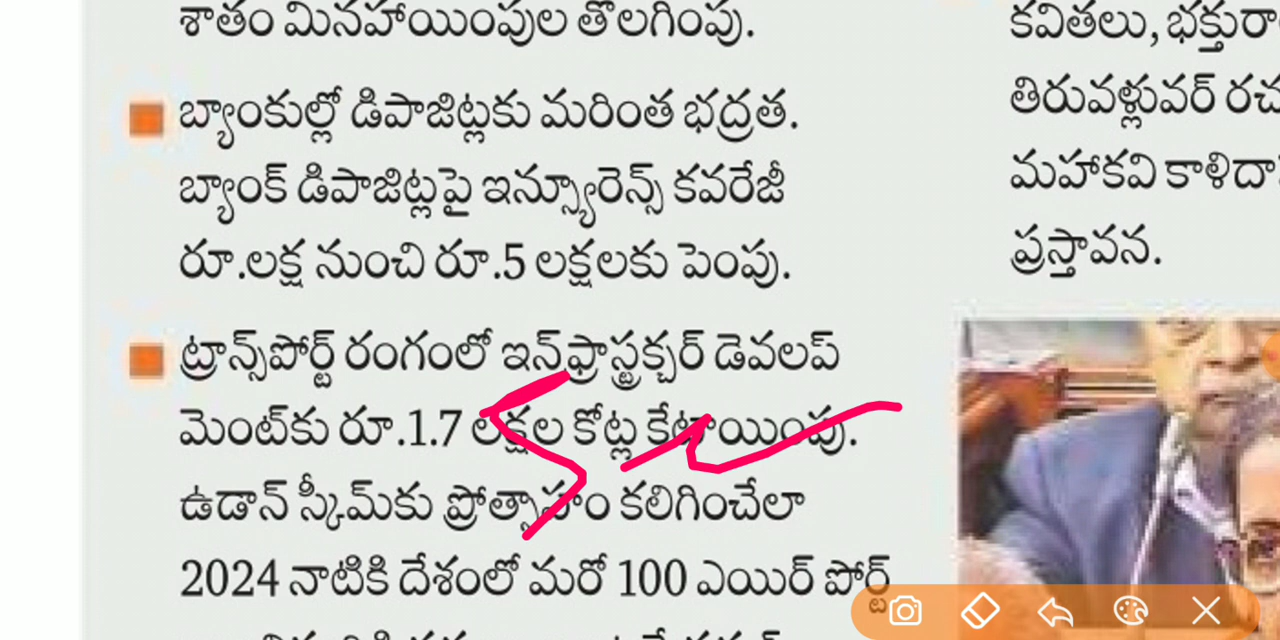 శాతం మినహాయింపుల తొలగింపు.
బ్యాంకుల్లో డిపాజిట్లకు మరింత భద్రత.
బ్యాంక్ డిపాజిట్లపై ఇన్స్యూరెన్స్ కవరేజీ
రూ.లక్ష నుంచి రూ.5 లక్షలకు పెంపు.
ట్రాన్స్‌పోర్ట్ రంగంలో ఇన్‌ఫ్రాస్ట్రక్చర్ డెవలప్
మెంట్‌కు రూ.1.7 లక్షల కోట్ల కేటాయింపు.
ఉడాన్ స్కీమ్‌కు ప్రోత్సాహం కలిగించేలా
2024 నాటికి దేశంలో మరో 100 ఎయిర్ పోర్ట్
కవితలు, భక్తురా
తిరువళ్లువర్ రచ
మహాకవి కాళిదా
ప్రస్తావన.